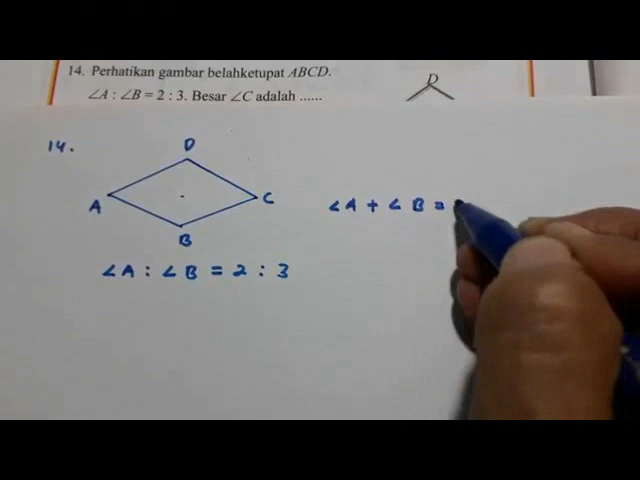 14. Perhatikan gambar belahketupat ABCD.
∠A : ∠B = 2 : 3. Besar ∠C adalah ......
D
14.
D
A
C
B
∠A + ∠B =
∠A : ∠B = 2 : 3